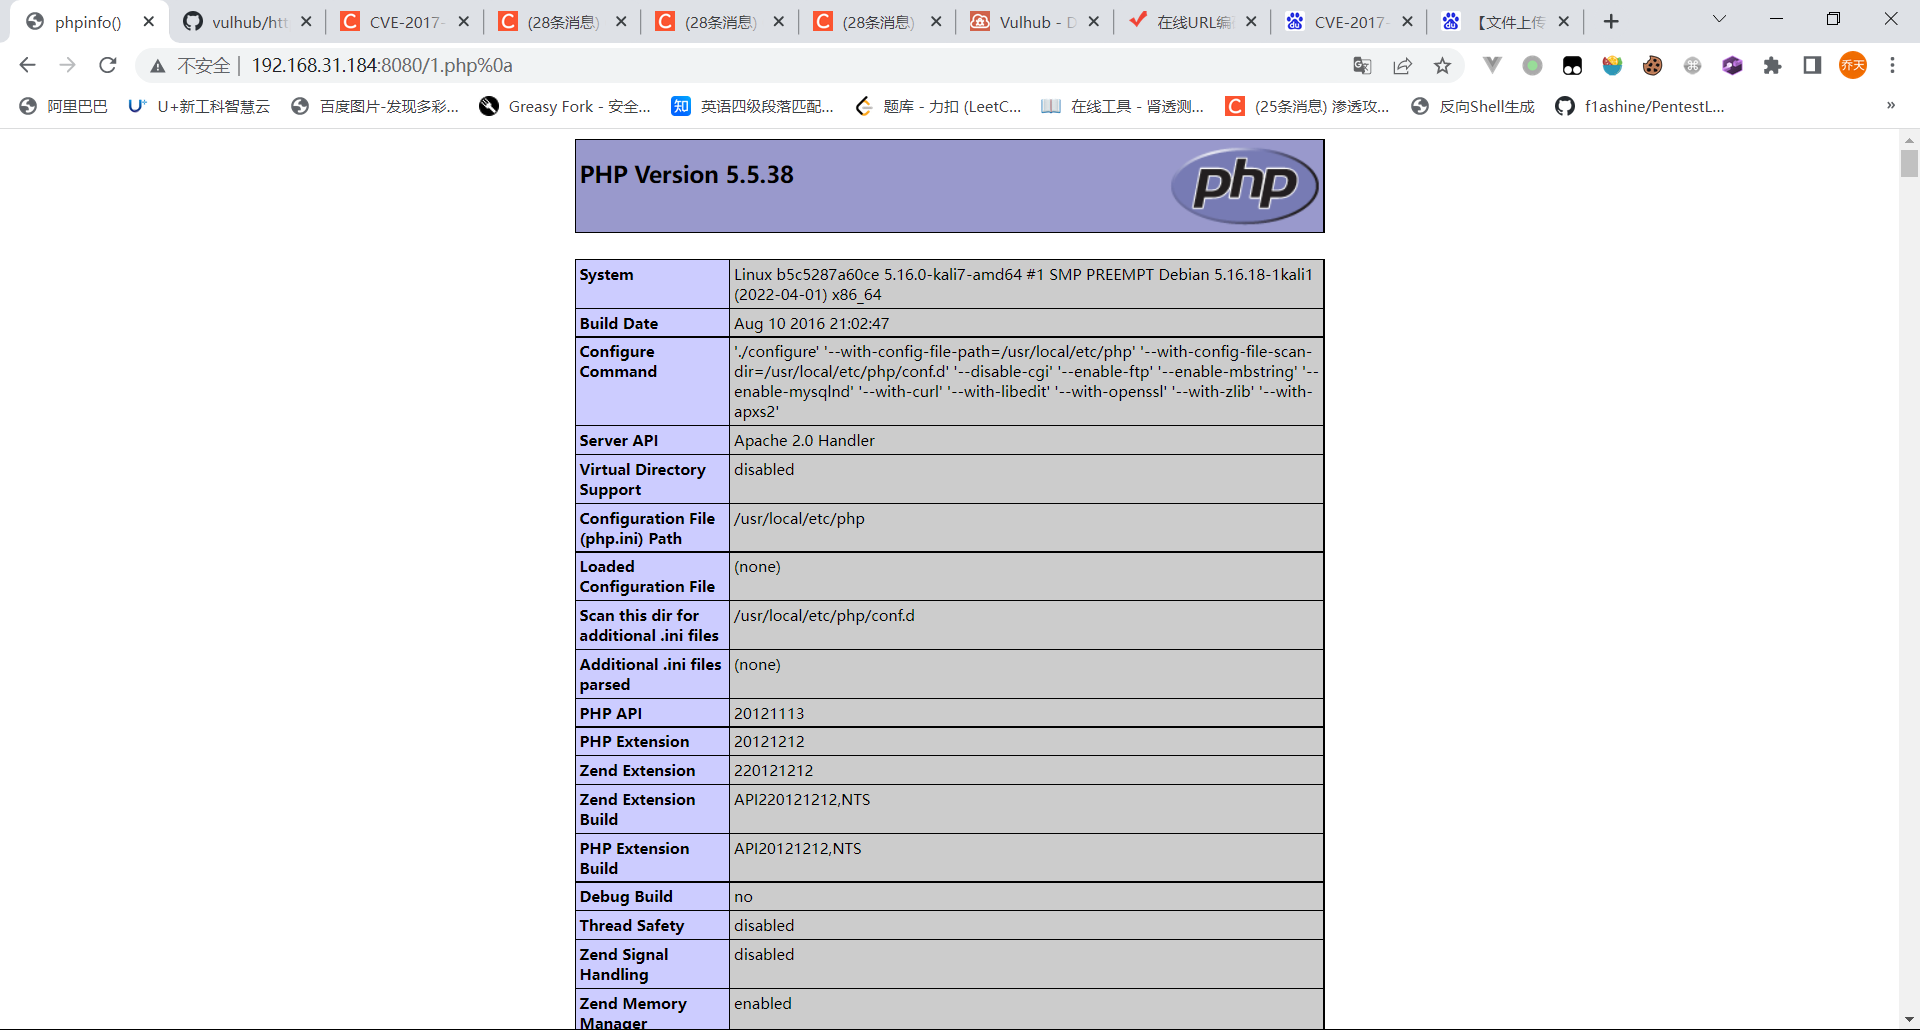 phpinfo()
vulhub/htt
CVE-2017-
(28条消息)
(28条消息)
(28条消息)
Vulhub - D
在线URL编
CVE-2017-
【文件上传
不安全 | 192.168.31.184:8080/1.php%0a
乔天
阿里巴巴
U+新工科智慧云
百度图片-发现多彩...
Greasy Fork - 安全...
知 英语四级段落匹配...
题库 - 力扣 (LeetC...
在线工具 - 肾透测...
C (25条消息) 渗透攻...
反向Shell生成
f1ashine/PentestL...
»
PHP Version 5.5.38
php
System
Linux b5c5287a60ce 5.16.0-kali7-amd64 #1 SMP PREEMPT Debian 5.16.18-1kali1
(2022-04-01) x86_64
Build Date
Aug 10 2016 21:02:47
Configure
Command
'./configure' '--with-config-file-path=/usr/local/etc/php' '--with-config-file-scan-
dir=/usr/local/etc/php/conf.d' '--disable-cgi' '--enable-ftp' '--enable-mbstring' '--
enable-mysqlnd' '--with-curl' '--with-libedit' '--with-openssl' '--with-zlib' '--with-
apxs2'
Server API
Apache 2.0 Handler
Virtual Directory
Support
disabled
Configuration File
(php.ini) Path
/usr/local/etc/php
Loaded
Configuration File
(none)
Scan this dir for
additional .ini files
/usr/local/etc/php/conf.d
Additional .ini files
parsed
(none)
PHP API
20121113
PHP Extension
20121212
Zend Extension
220121212
Zend Extension
Build
API220121212,NTS
PHP Extension
Build
API20121212,NTS
Debug Build
no
Thread Safety
disabled
Zend Signal
Handling
disabled
Zend Memory
Manager
enabled